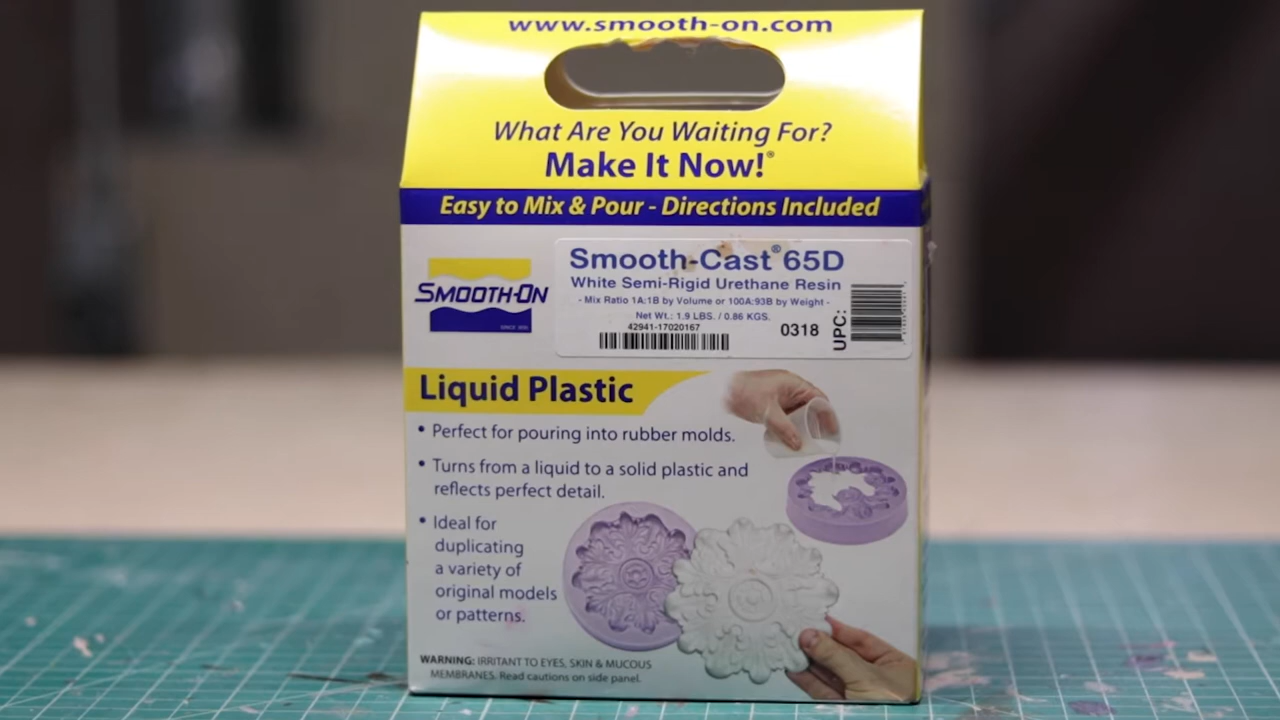 www.smooth-on.com
What Are You Waiting For?
Make It Now!®
Easy to Mix & Pour - Directions Included
SMOOTH-ON
Smooth-Cast® 65D
White Semi-Rigid Urethane Resin
- Mix Ratio 1A:1B by Volume or 100A:93B by Weight -
Net Wt.: 1.9 LBS. / 0.86 KGS.
42941-17020167
0318
UPC:
Liquid Plastic
• Perfect for pouring into rubber molds.
• Turns from a liquid to a solid plastic and
reflects perfect detail.
• Ideal for
duplicating
a variety of
original models
or patterns.
WARNING: IRRITANT TO EYES, SKIN & MUCOUS
MEMBRANES. Read cautions on side panel.